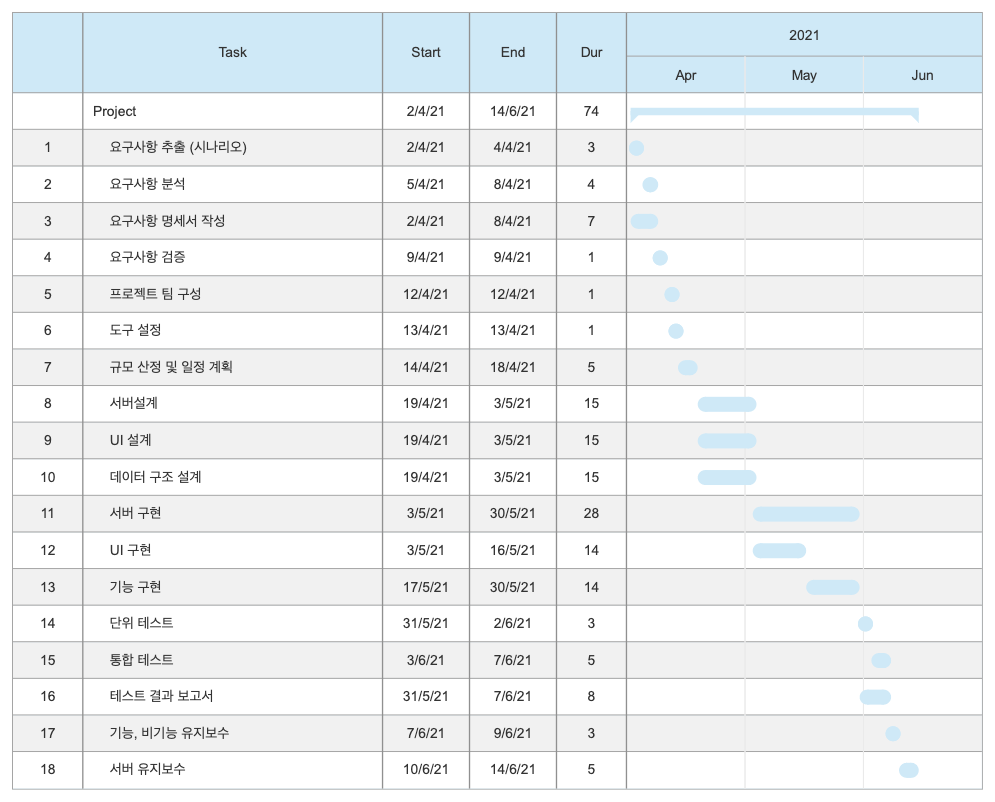 Task Start End Dur 2021
Apr May Jun
Project 2/4/21 14/6/21 74
1 요구사항 추출 (시나리오) 2/4/21 4/4/21 3
2 요구사항 분석 5/4/21 8/4/21 4
3 요구사항 명세서 작성 2/4/21 8/4/21 7
4 요구사항 검증 9/4/21 9/4/21 1
5 프로젝트 팀 구성 12/4/21 12/4/21 1
6 도구 설정 13/4/21 13/4/21 1
7 규모 산정 및 일정 계획 14/4/21 18/4/21 5
8 서버설계 19/4/21 3/5/21 15
9 UI 설계 19/4/21 3/5/21 15
10 데이터 구조 설계 19/4/21 3/5/21 15
11 서버 구현 3/5/21 30/5/21 28
12 UI 구현 3/5/21 16/5/21 14
13 기능 구현 17/5/21 30/5/21 14
14 단위 테스트 31/5/21 2/6/21 3
15 통합 테스트 3/6/21 7/6/21 5
16 테스트 결과 보고서 31/5/21 7/6/21 8
17 기능, 비기능 유지보수 7/6/21 9/6/21 3
18 서버 유지보수 10/6/21 14/6/21 5